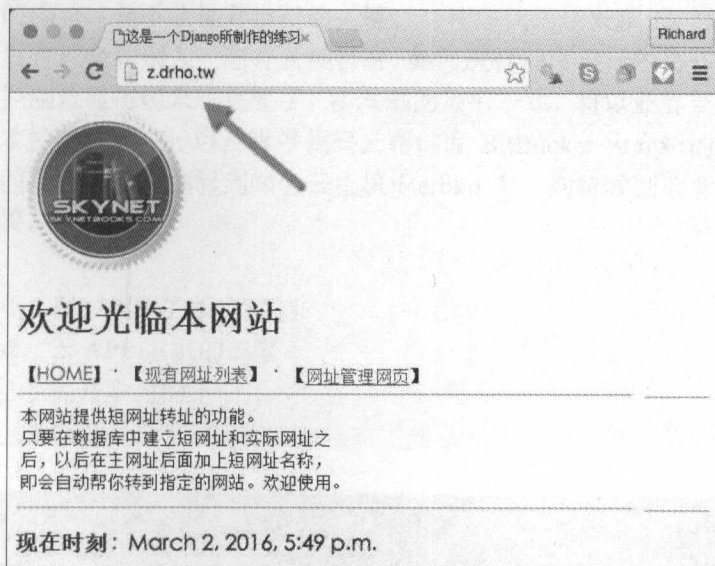 这是一个Django所制作的练习×
Richard
z.drho.tw
SKYNET
SKYNETBOOKS.COM
欢迎光临本网站
【HOME】·【现有网址列表】·【网址管理网页】
本网站提供短网址转址的功能。
只要在数据库中建立短网址和实际网址之
后,以后在主网址后面加上短网址名称,
即会自动帮你转到指定的网站。欢迎使用。
现在时刻:March 2, 2016, 5:49 p.m.